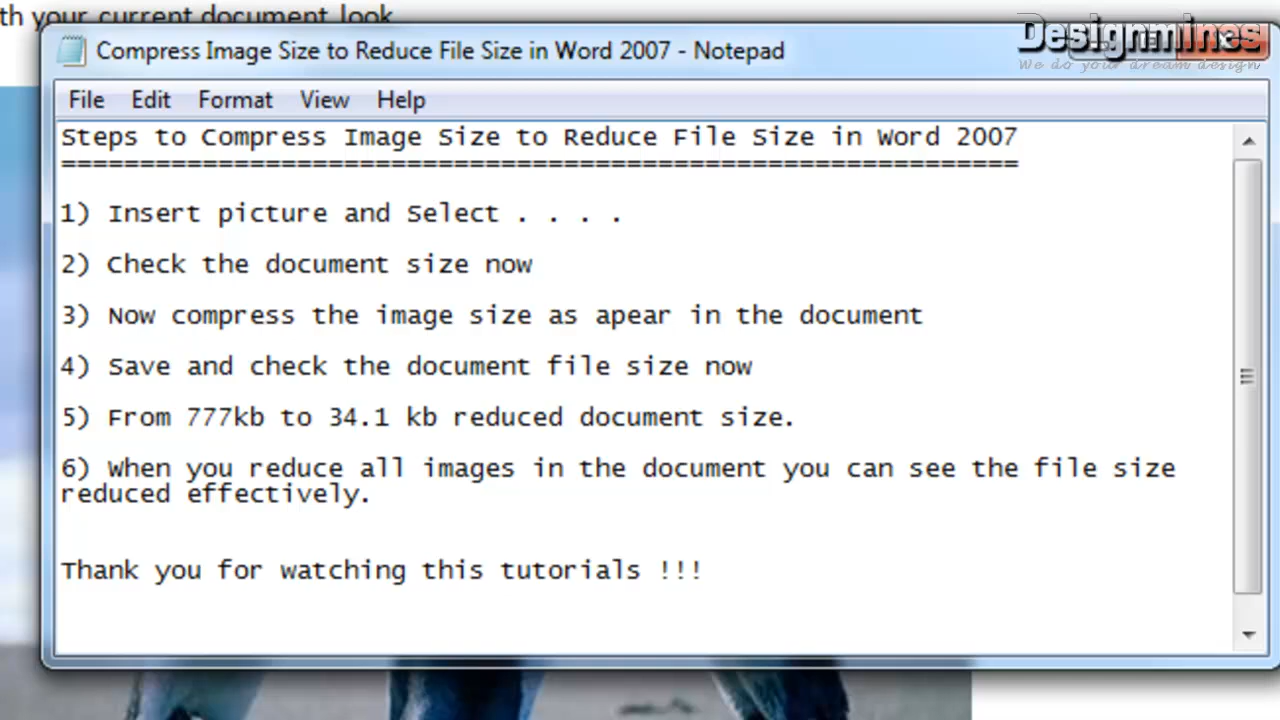 th your current document look
Designmines
We do your dream design
Compress Image Size to Reduce File Size in Word 2007 - Notepad
File Edit Format View Help
Steps to Compress Image Size to Reduce File Size in Word 2007
=============================================================
1) Insert picture and Select . . . .
2) Check the document size now
3) Now compress the image size as apear in the document
4) Save and check the document file size now
5) From 777kb to 34.1 kb reduced document size.
6) When you reduce all images in the document you can see the file size
reduced effectively.
Thank you for watching this tutorials !!!